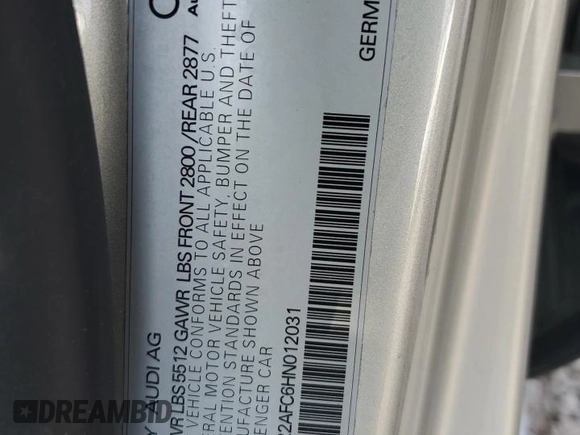 Y AUDI AG
WR LBS 5512 GAWR LBS FRONT 2800 /REAR 2877
VEHICLE CONFORMS TO ALL APPLICABLE U.S.
ERAL MOTOR VEHICLE SAFETY, BUMPER AND THEFT
ENTION STANDARDS IN EFFECT ON THE DATE OF
UFACTURE SHOWN ABOVE
ENGER CAR
2AFC6HN012031
GERM
DREAMBID